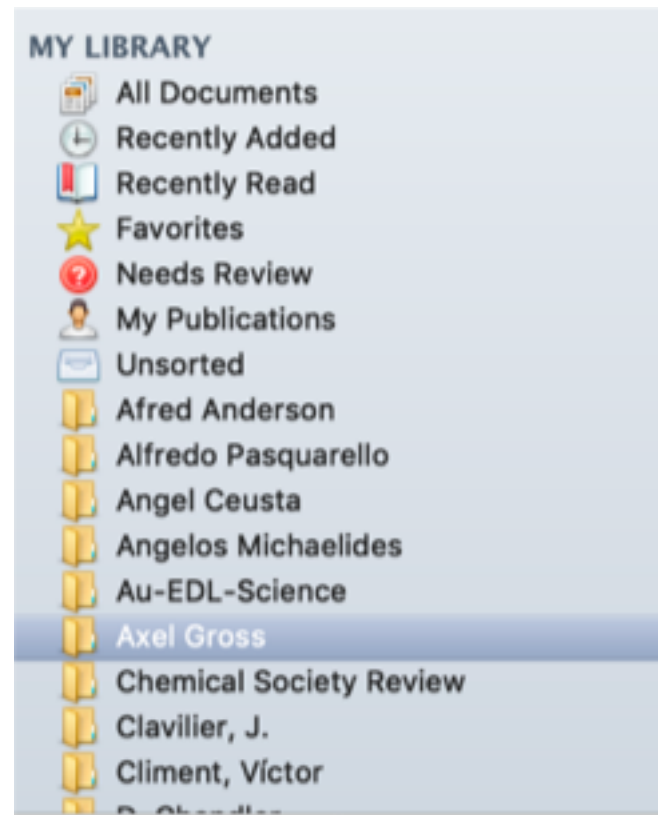 MY LIBRARY
All Documents
Recently Added
Recently Read
Favorites
Needs Review
My Publications
Unsorted
Afred Anderson
Alfredo Pasquarello
Angel Ceusta
Angelos Michaelides
Au-EDL-Science
Axel Gross
Chemical Society Review
Clavilier, J.
Climent, Víctor